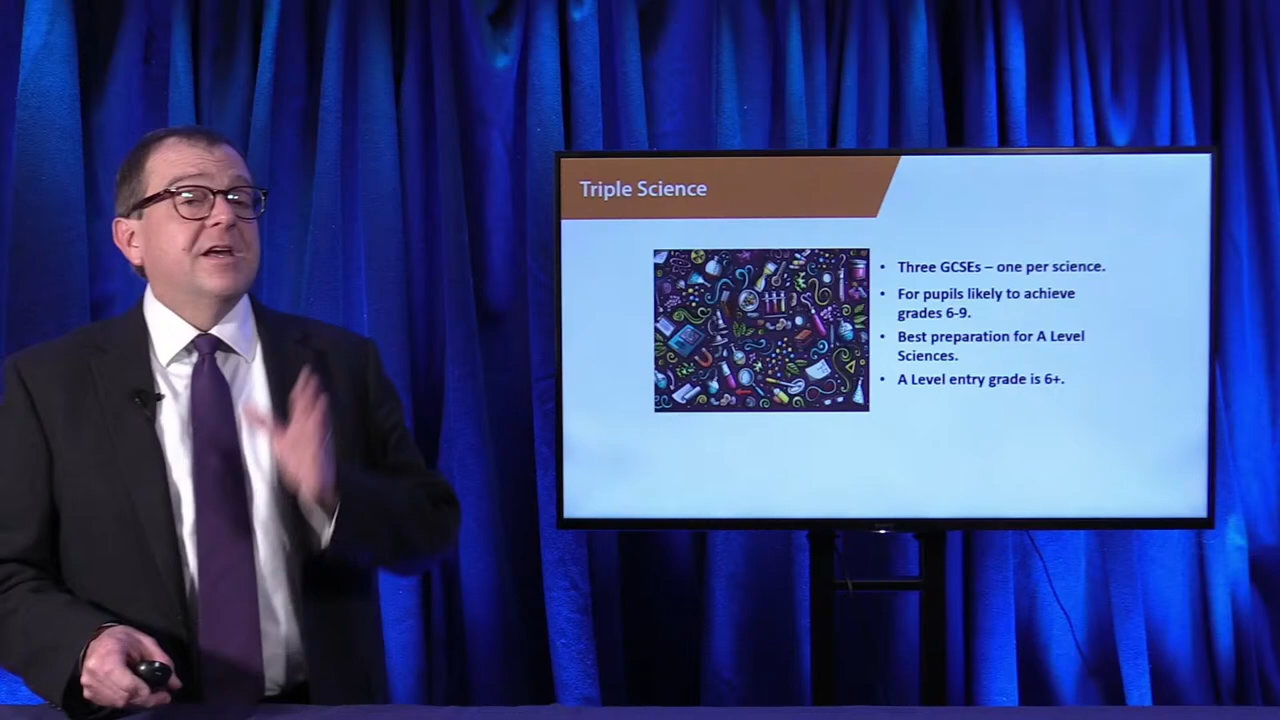 Triple Science
• Three GCSEs – one per science.
• For pupils likely to achieve
grades 6-9.
• Best preparation for A Level
Sciences.
• A Level entry grade is 6+.